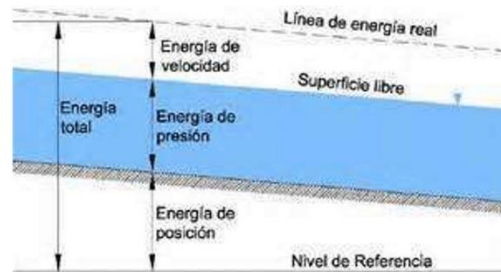 Línea de energía real
Energía de
velocidad
Superficie libre
Energía
total
Energía de
presión
Energía de
posición
Nivel de Referencia